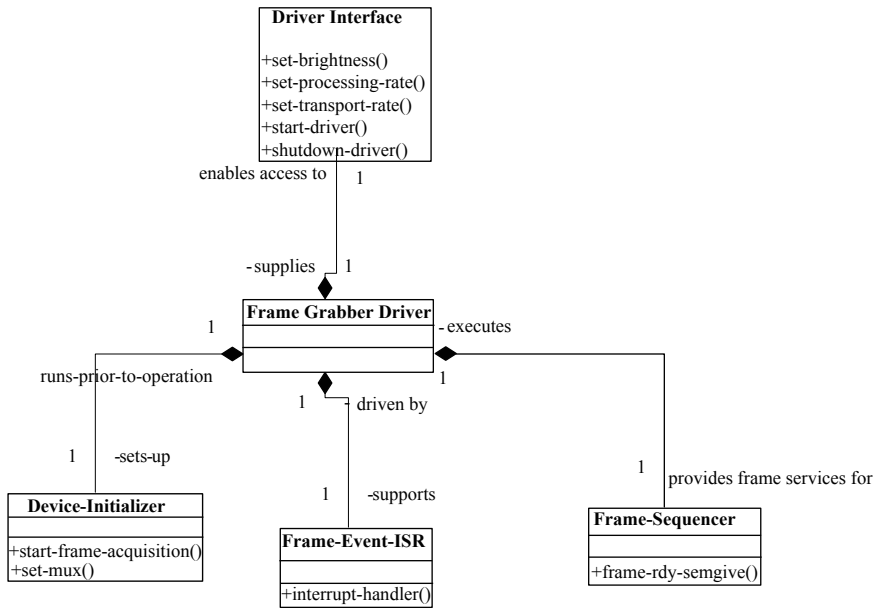 Driver Interface
+set-brightness()
+set-processing-rate()
+set-transport-rate()
+start-driver()
+shutdown-driver()
enables access to
1
-supplies
1
Frame Grabber Driver
1
- executes
runs-prior-to-operation
1
1
- driven by
1
-sets-up
1
-supports
1
provides frame services for
Device-Initializer
+start-frame-acquisition()
+set-mux()
Frame-Event-ISR
+interrupt-handler()
Frame-Sequencer
+frame-rdy-semgive()